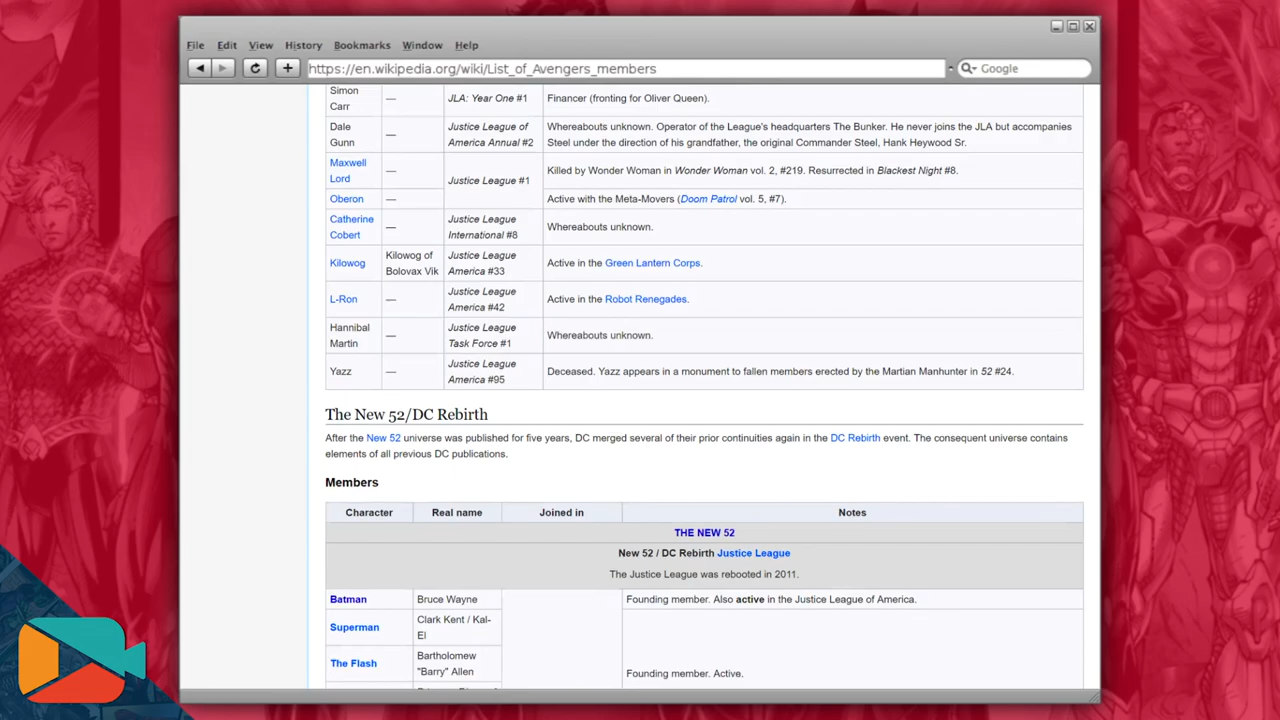 File Edit View History Bookmarks Window Help
https://en.wikipedia.org/wiki/List_of_Avengers_members
Google
Simon Carr — JLA: Year One #1 Financer (fronting for Oliver Queen).
Dale Gunn — Justice League of America Annual #2 Whereabouts unknown. Operator of the League's headquarters The Bunker. He never joins the JLA but accompanies
Steel under the direction of his grandfather, the original Commander Steel, Hank Heywood Sr.
Maxwell Lord — Justice League #1 Killed by Wonder Woman in Wonder Woman vol. 2, #219. Resurrected in Blackest Night #8.
Oberon — Active with the Meta-Movers (Doom Patrol vol. 5, #7).
Catherine Cobert — Justice League International #8 Whereabouts unknown.
Kilowog Kilowog of Bolovax Vik Justice League America #33 Active in the Green Lantern Corps.
L-Ron — Justice League America #42 Active in the Robot Renegades.
Hannibal Martin — Justice League Task Force #1 Whereabouts unknown.
Yazz — Justice League America #95 Deceased. Yazz appears in a monument to fallen members erected by the Martian Manhunter in 52 #24.
The New 52/DC Rebirth
After the New 52 universe was published for five years, DC merged several of their prior continuities again in the DC Rebirth event. The consequent universe contains
elements of all previous DC publications.
Members
Character Real name Joined in Notes
THE NEW 52
New 52 / DC Rebirth Justice League
The Justice League was rebooted in 2011.
Batman Bruce Wayne Founding member. Also active in the Justice League of America.
Superman Clark Kent / Kal-El
The Flash Bartholomew "Barry" Allen
Founding member. Active.